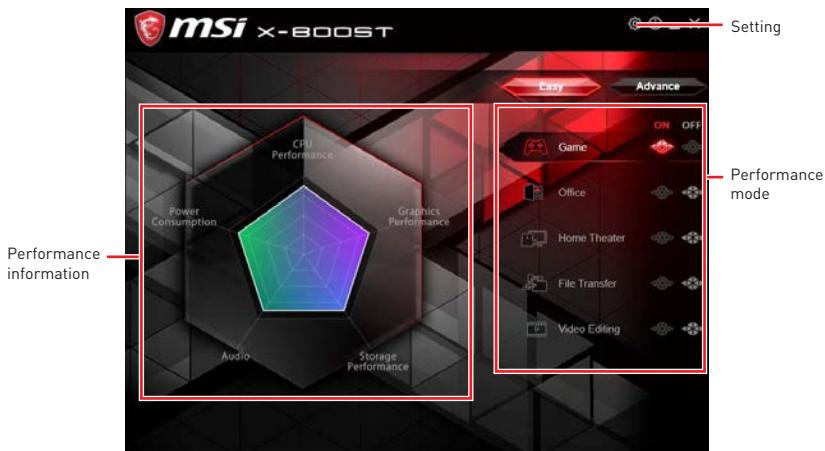 msi X-BOOST
Setting
Easy
Advance
ON OFF
Game
Office
Home Theater
File Transfer
Video Editing
Performance
mode
CPU
Performance
Power
Consumption
Graphics
Performance
Audio
Storage
Performance
Performance
information